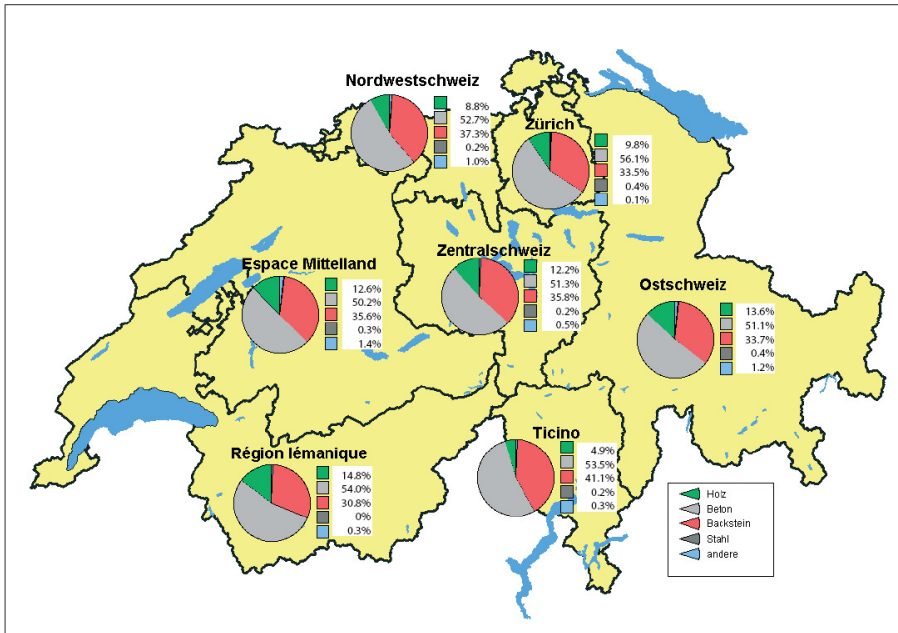 Nordwestschweiz
8.8%
52.7%
37.3%
0.2%
1.0%
Zürich
9.8%
56.1%
33.5%
0.4%
0.1%
Espace Mittelland
12.6%
50.2%
35.6%
0.3%
1.4%
Zentralschweiz
12.2%
51.3%
35.8%
0.2%
0.5%
Ostschweiz
13.6%
51.1%
33.7%
0.4%
1.2%
Région lémanique
14.8%
54.0%
30.8%
0%
0.3%
Ticino
4.9%
53.5%
41.1%
0.2%
0.3%
Holz
Beton
Backstein
Stahl
andere